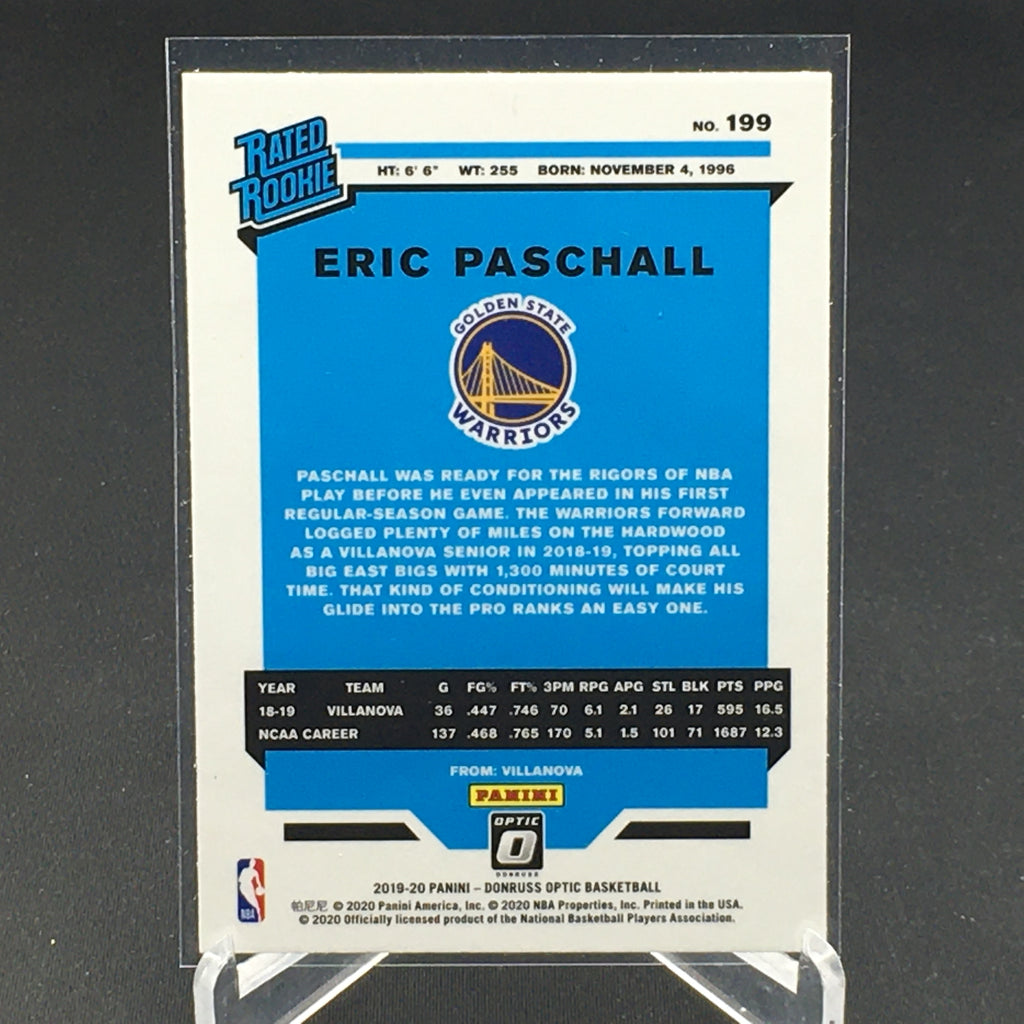 NO. 199
RATED
ROOKIE
HT: 6' 6" WT: 255 BORN: NOVEMBER 4, 1996
ERIC PASCHALL
GOLDEN STATE
WARRIORS
PASCHALL WAS READY FOR THE RIGORS OF NBA
PLAY BEFORE HE EVEN APPEARED IN HIS FIRST
REGULAR-SEASON GAME. THE WARRIORS FORWARD
LOGGED PLENTY OF MILES ON THE HARDWOOD
AS A VILLANOVA SENIOR IN 2018-19, TOPPING ALL
BIG EAST BIGS WITH 1,300 MINUTES OF COURT
TIME. THAT KIND OF CONDITIONING WILL MAKE HIS
GLIDE INTO THE PRO RANKS AN EASY ONE.
YEAR TEAM G FG% FT% 3PM RPG APG STL BLK PTS PPG
18-19 VILLANOVA 36 .447 .746 70 6.1 2.1 26 17 595 16.5
NCAA CAREER 137 .468 .765 170 5.1 1.5 101 71 1687 12.3
FROM: VILLANOVA
PANINI
OPTIC
O
DONRUSS
NBA
2019-20 PANINI – DONRUSS OPTIC BASKETBALL
帕尼尼 © 2020 Panini America, Inc. © 2020 NBA Properties, Inc. Printed in the USA.
© 2020 Officially licensed product of the National Basketball Players Association.